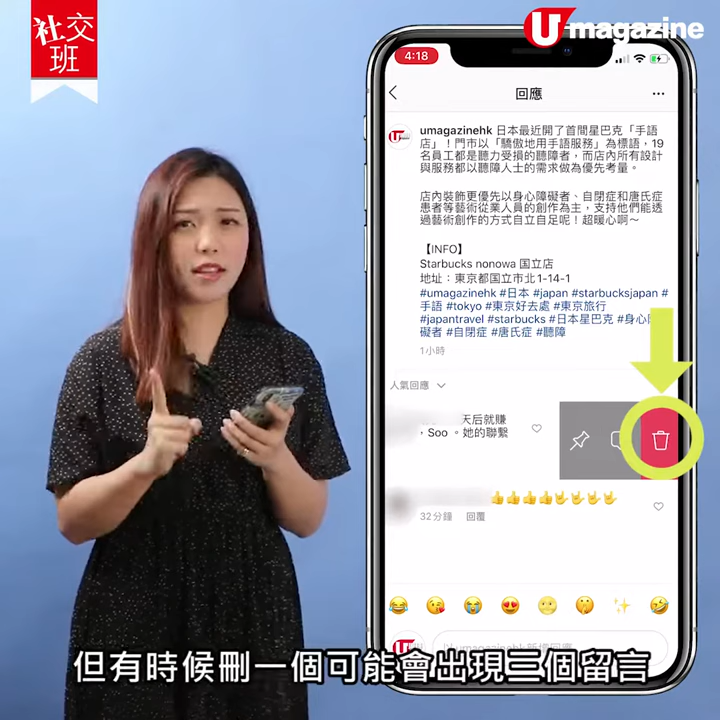 社交班
U magazine
4:18
回應
umagazinehk 日本最近開了首間星巴克「手語
店」！門市以「驕傲地用手語服務」為標語，19
名員工都是聽力受損的聽障者，而店內所有設計
與服務都以聽障人士的需求做為優先考量。
店內裝飾更優先以身心障礙者、自閉症和唐氏症
患者等藝術從業人員的創作為主，支持他們能透
過藝術創作的方式自立自足呢！超暖心啊～
【INFO】
Starbucks nonowa 国立店
地址：東京都国立市北1-14-1
#umagazinehk #日本 #japan #starbucksjapan #
手語 #tokyo #東京好去處 #東京旅行
#japantravel #starbucks #日本星巴克 #身心
礙者 #自閉症 #唐氏症 #聽障
1小時
人氣回應
天后就賺
，Soo 。她的聯繫
👍👍👍👍🤟🤟🤟🤟
32分鐘 回覆
😂 😘 😭 😍 🌝 🤫 ✨ 🤣
但有時候刪一個可能會出現三個留言